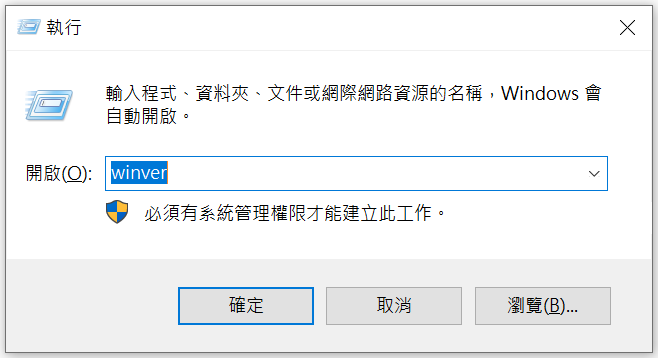 執行
輸入程式、資料夾、文件或網際網路資源的名稱，Windows 會
自動開啟。
開啟(O): winver
必須有系統管理權限才能建立此工作。
確定 取消 瀏覽(B)...